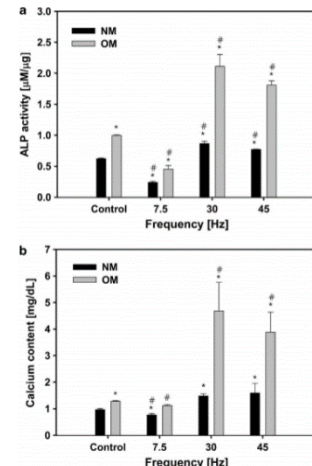 a
3.0
NM
OM
2.5
2.0
1.5
1.0
0.5
0.0
ALP activity [µM/µg]
*
# *
# *
# *
# *
# *
# *
Control 7.5 30 45
Frequency [Hz]
b
7
NM
OM
6
5
4
3
2
1
0
Calcium content [mg/dL]
*
# *
#
*
# *
*
# *
Control 7.5 30 45
Frequency [Hz]